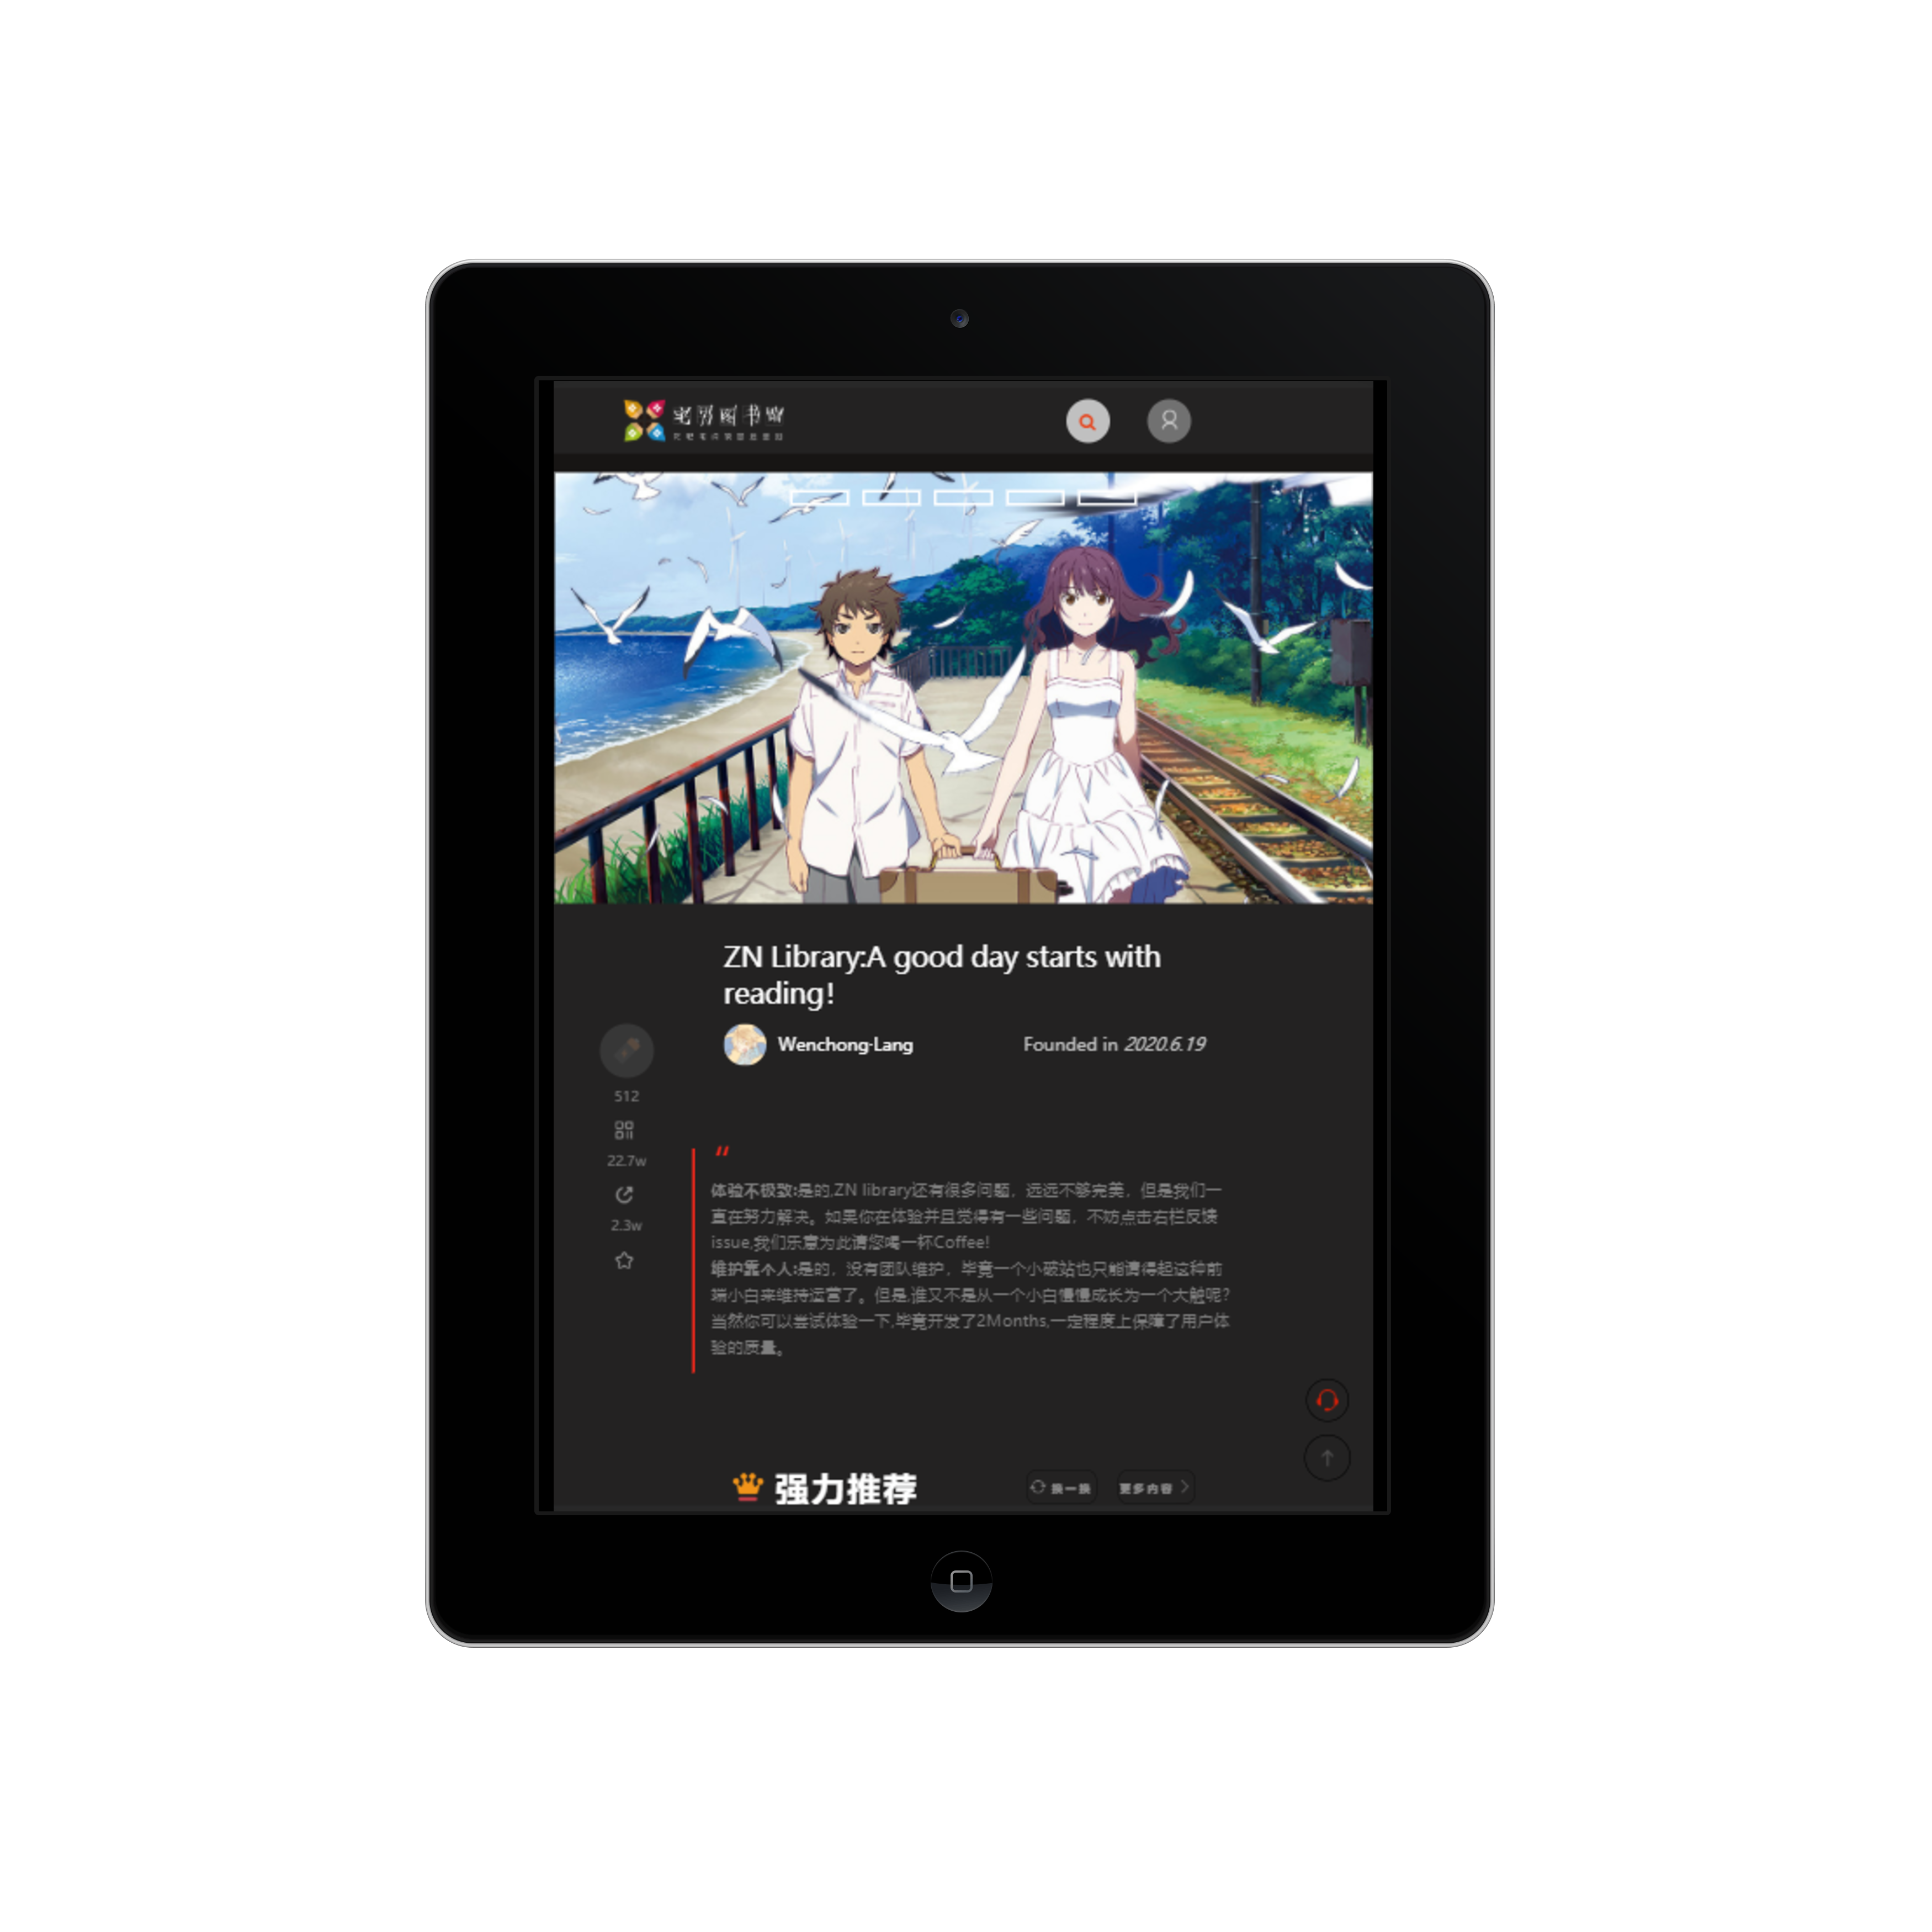 宅男图书馆
ZN Library:A good day starts with
reading!
Wenchong·Lang
Founded in 2020.6.19
512
22.7w
2.3w
“
体验不极致:是的,ZN library还有很多问题，远远不够完美，但是我们一
直在努力解决。如果你在体验并且觉得有一些问题，不妨点击右栏反馈
issue,我们乐意为此请您喝一杯Coffee!
维护靠个人:是的，没有团队维护，毕竟一个小破站也只能请得起这种前
端小白来维持运营了。但是,谁又不是从一个小白慢慢成长为一个大触呢?
当然你可以尝试体验一下,毕竟开发了2Months,一定程度上保障了用户体
验的质量。
强力推荐
换一换
更多内容